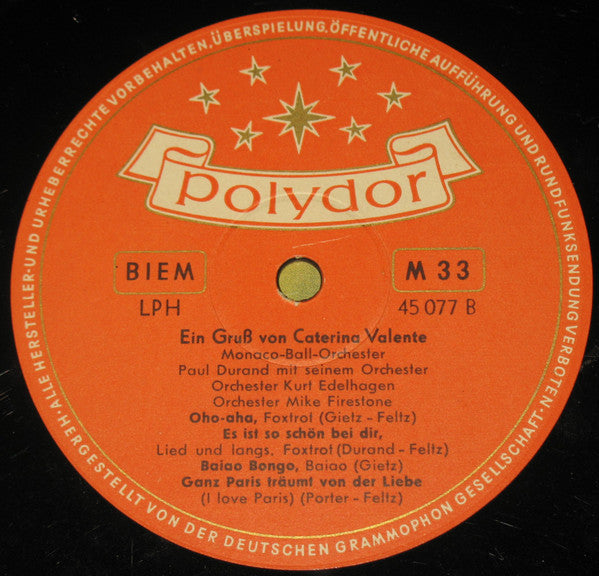 ·ALLE HERSTELLER-UND URHEBERRECHTE VORBEHALTEN, ÜBERSPIELUNG, ÖFFENTLICHE AUFFÜHRUNG UND RUNDFUNKSENDUNG VERBOTEN·
polydor
BIEM
M 33
LPH
45 077 B
Ein Gruß von Caterina Valente
Monaco-Ball-Orchester
Paul Durand mit seinem Orchester
Orchester Kurt Edelhagen
Orchester Mike Firestone
Oho-aha, Foxtrot (Gietz - Feltz)
Es ist so schön bei dir,
Lied und langs. Foxtrot (Durand - Feltz)
Baiao Bongo, Baiao (Gietz)
Ganz Paris träumt von der Liebe
(I love Paris) (Porter - Feltz)
HERGESTELLT VON DER DEUTSCHEN GRAMMOPHON GESELLSCHAFT·